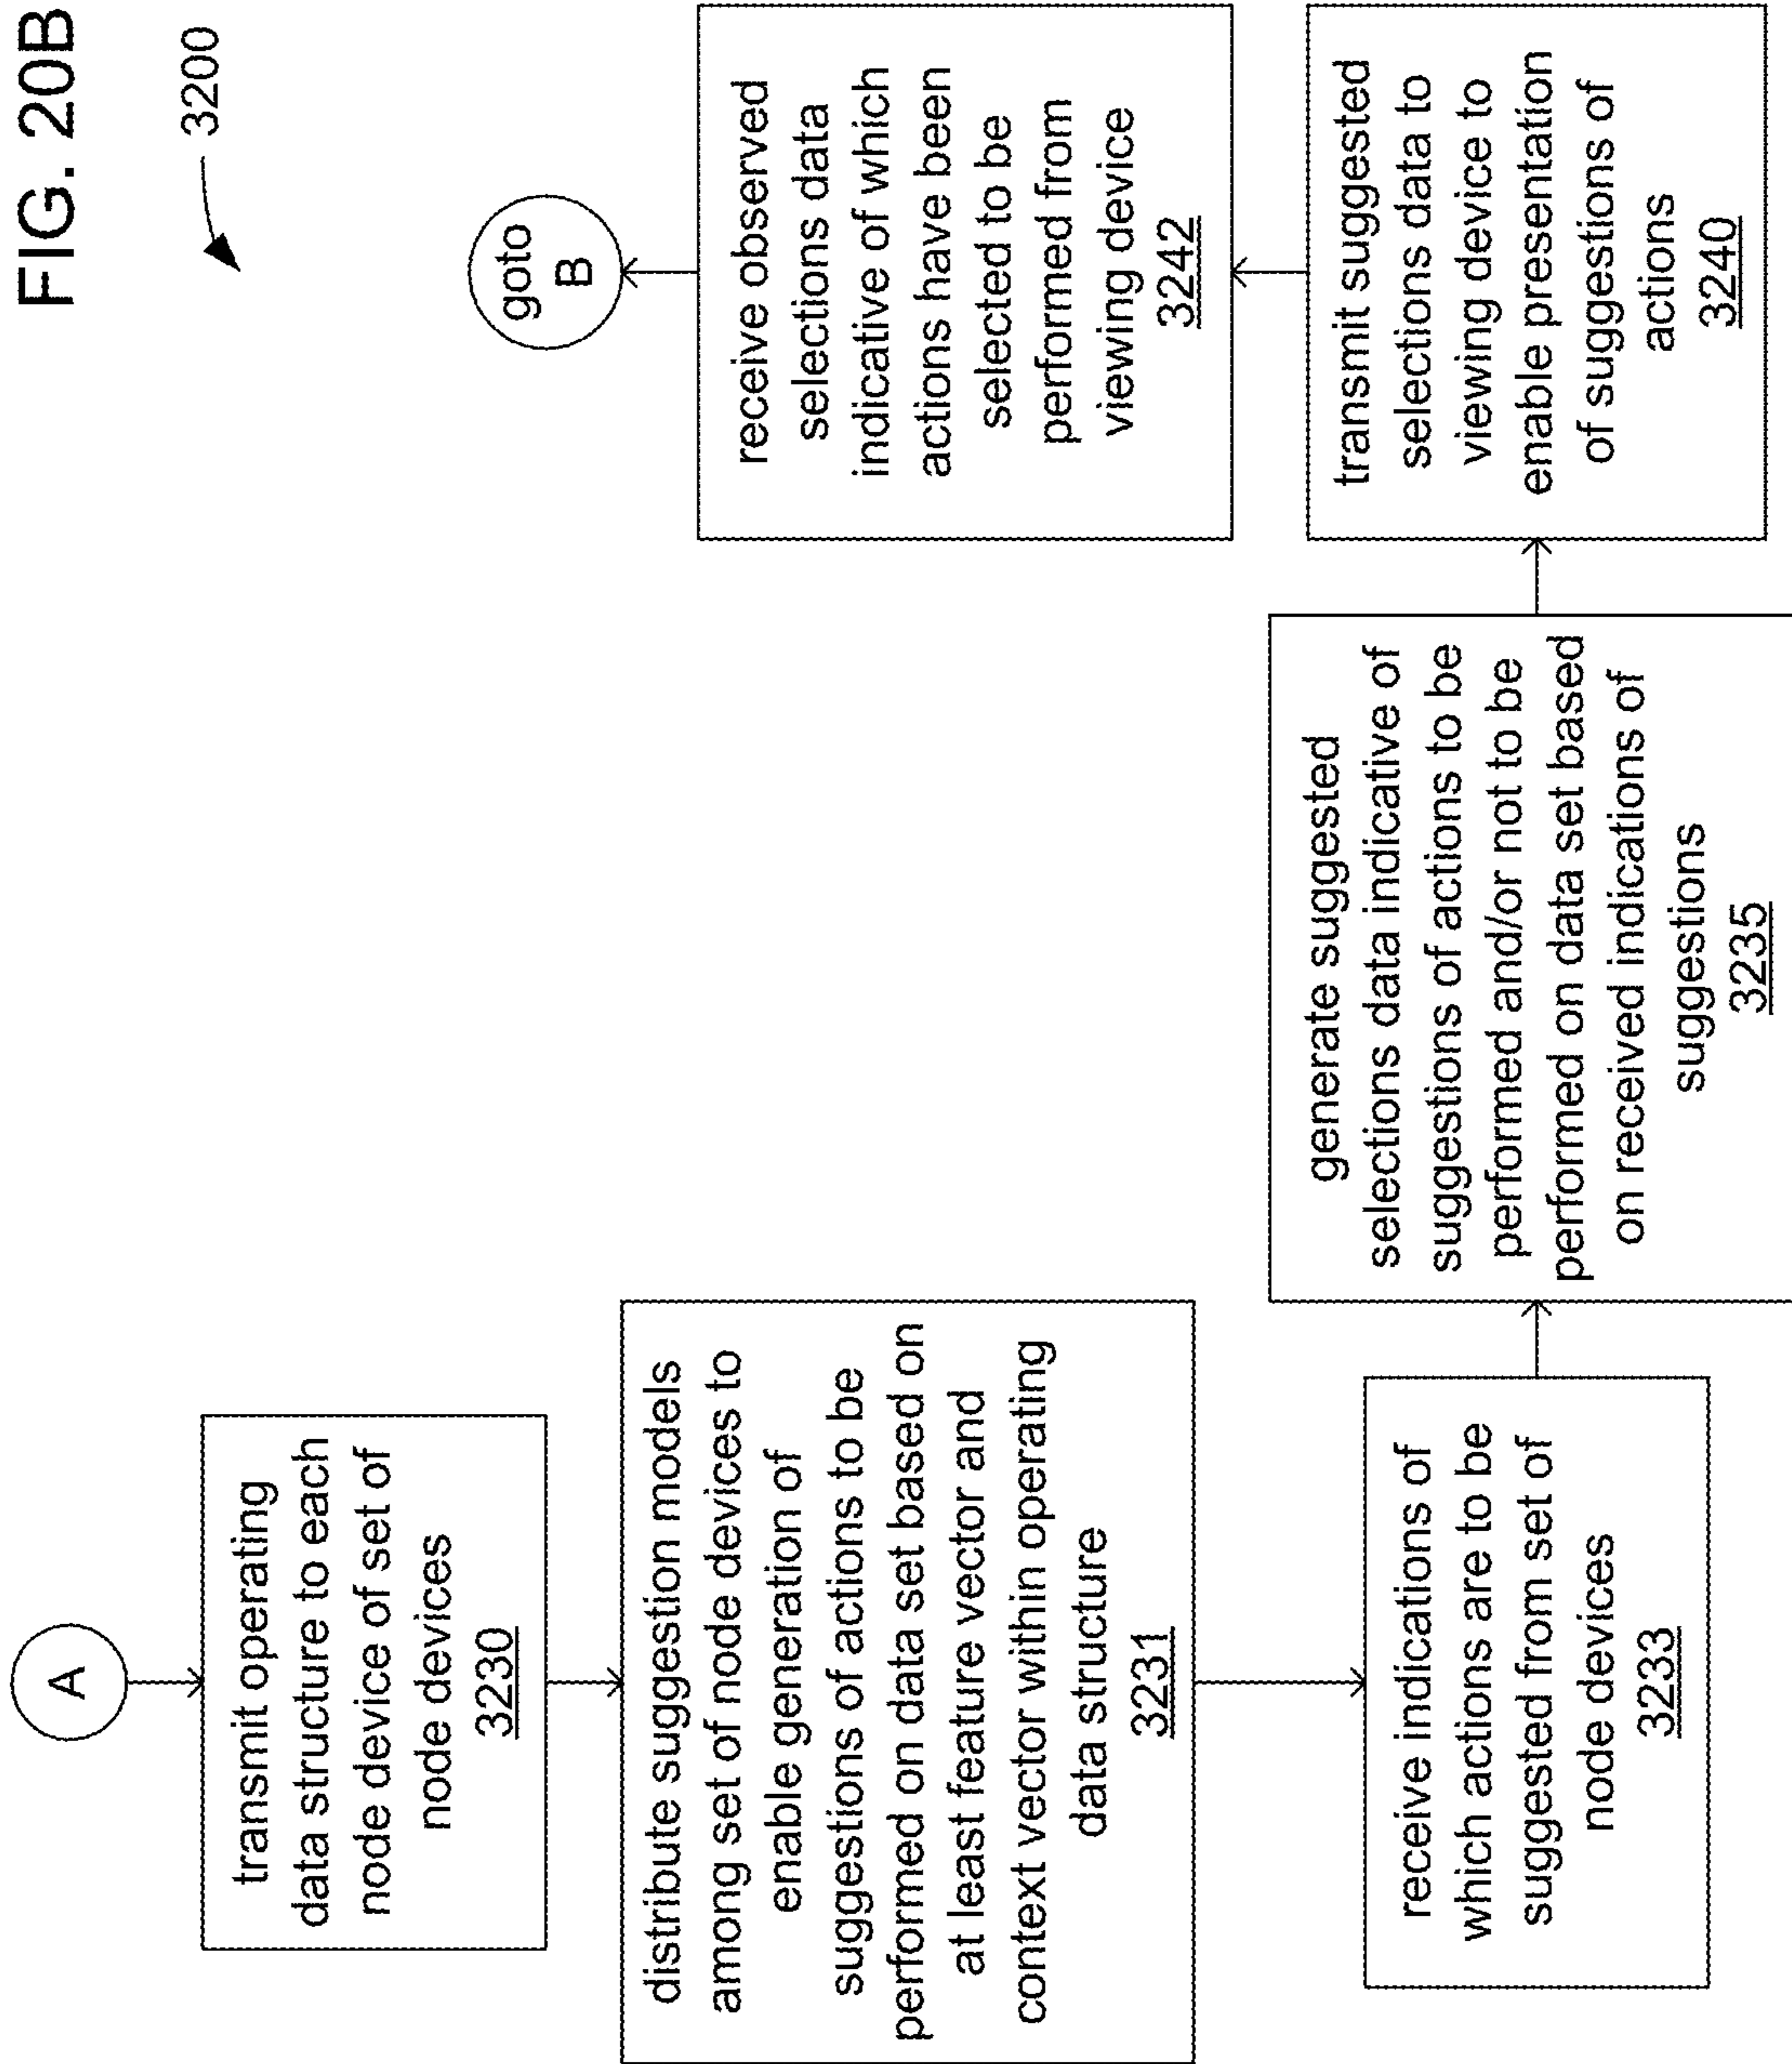 FIG. 20B
3200
A
transmit operating
data structure to each
node device of set of
node devices
3230
distribute suggestion models
among set of node devices to
enable generation of
suggestions of actions to be
performed on data set based on
at least feature vector and
context vector within operating
data structure
3231
receive indications of
which actions are to be
suggested from set of
node devices
3233
generate suggested
selections data indicative of
suggestions of actions to be
performed and/or not to be
performed on data set based
on received indications of
suggestions
3235
transmit suggested
selections data to
viewing device to
enable presentation
of suggestions of
actions
3240
receive observed
selections data
indicative of which
actions have been
selected to be
performed from
viewing device
3242
goto
B